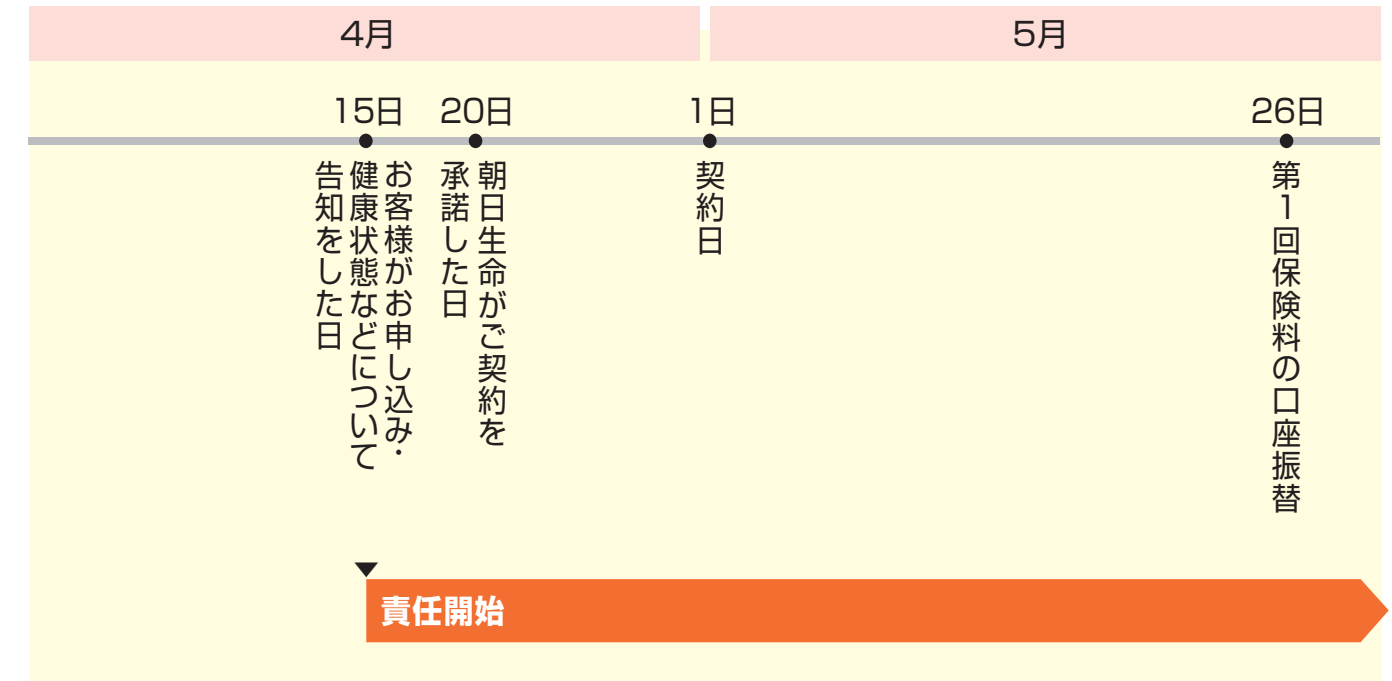 4月
5月
15日
お客様がお申し込み・
健康状態などについて
告知をした日
20日
朝日生命がご契約を
承諾した日
1日
契約日
26日
第1回保険料の口座振替
責任開始